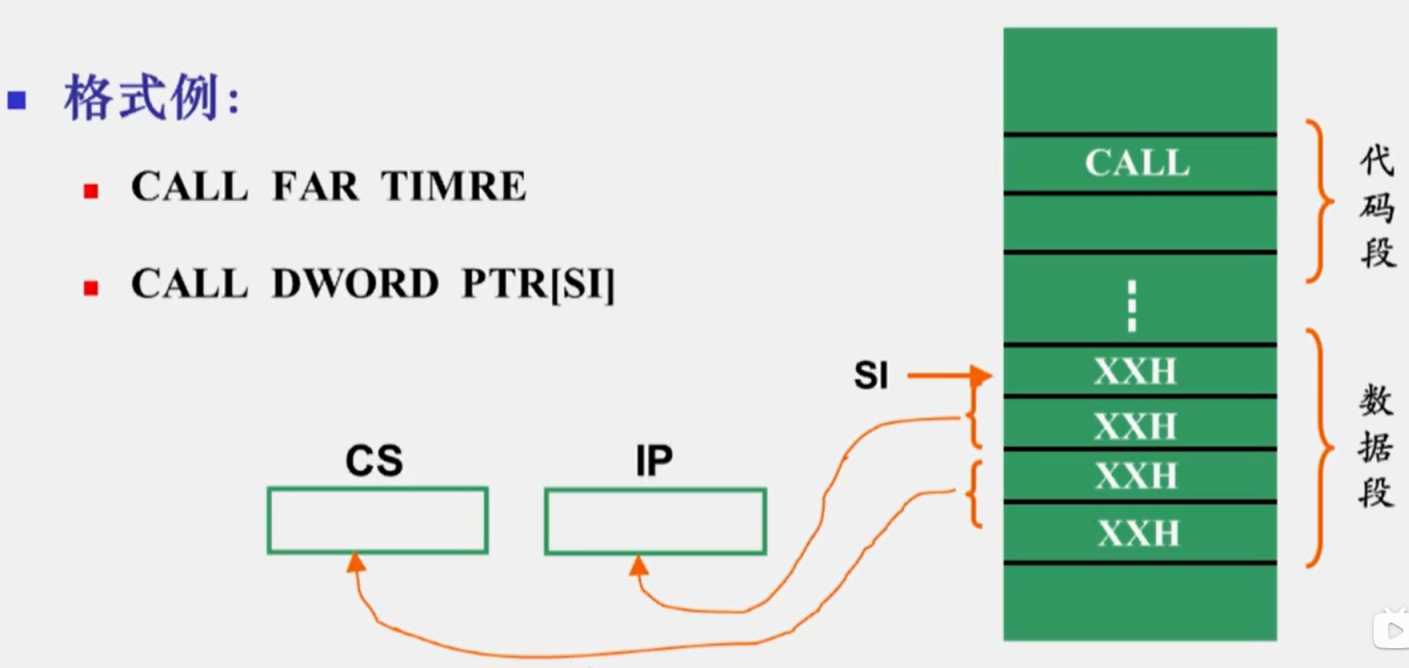 格式例:
CALL FAR TIMRE
CALL DWORD PTR[SI]
CALL
代码段
SI
XXH
XXH
XXH
XXH
数据段
CS
IP